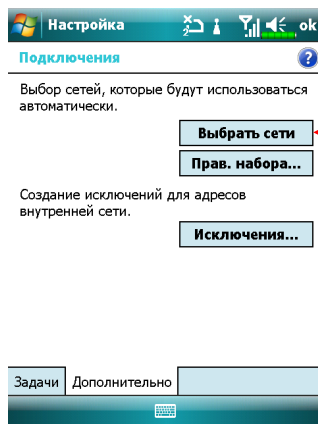 Настройка ok
Подключения ?
Выбор сетей, которые будут использоваться
автоматически.
Выбрать сети
Прав. набора...
Создание исключений для адресов
внутренней сети.
Исключения...
Задачи Дополнительно